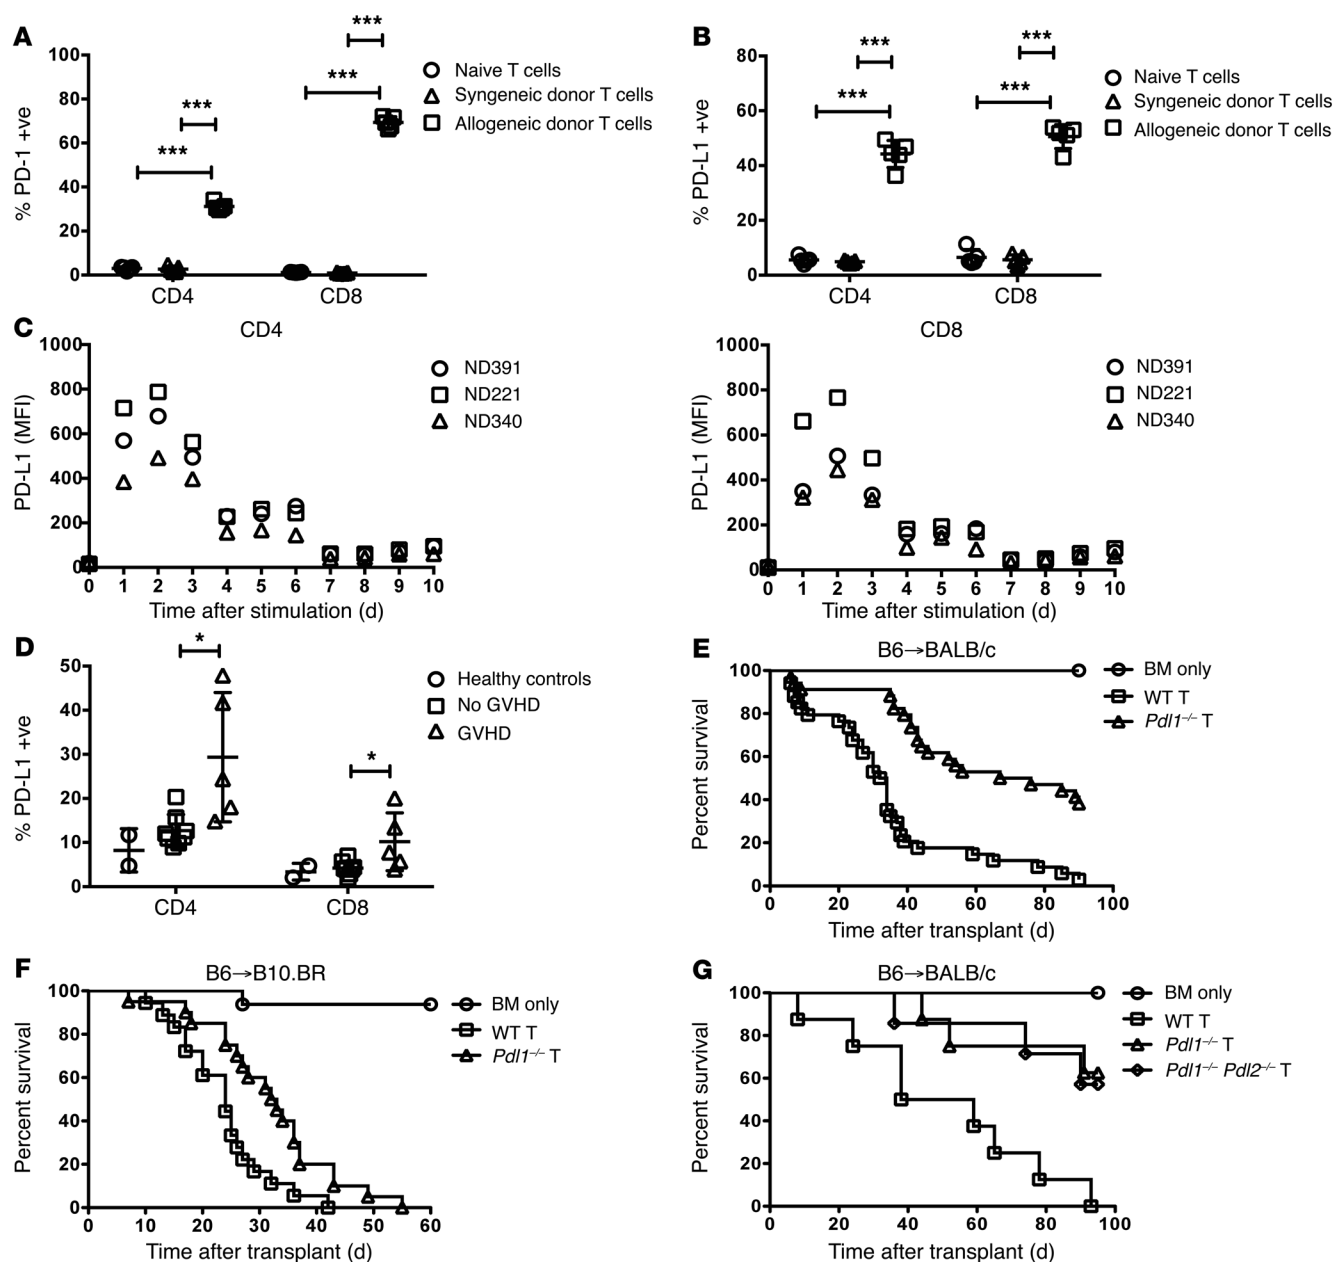 A
% PD-1 +ve
100
80
60
40
20
0
***
***
***
***
CD4
CD8
Naive T cells
Syngeneic donor T cells
Allogeneic donor T cells
B
% PD-L1 +ve
80
60
40
20
0
***
***
***
***
CD4
CD8
Naive T cells
Syngeneic donor T cells
Allogeneic donor T cells
C
CD4
PD-L1 (MFI)
1000
800
600
400
200
0
0 1 2 3 4 5 6 7 8 9 10
Time after stimulation (d)
ND391
ND221
ND340
CD8
PD-L1 (MFI)
1000
800
600
400
200
0
0 1 2 3 4 5 6 7 8 9 10
Time after stimulation (d)
ND391
ND221
ND340
D
% PD-L1 +ve
50
40
30
20
10
0
*
*
CD4
CD8
Healthy controls
No GVHD
GVHD
E
B6→BALB/c
Percent survival
100
80
60
40
20
0
0 20 40 60 80 100
Time after transplant (d)
BM only
WT T
Pdl1–/– T
F
B6→B10.BR
Percent survival
100
80
60
40
20
0
0 10 20 30 40 50 60
Time after transplant (d)
BM only
WT T
Pdl1–/– T
G
B6→BALB/c
Percent survival
100
80
60
40
20
0
0 20 40 60 80 100
Time after transplant (d)
BM only
WT T
Pdl1–/– T
Pdl1–/– Pdl2–/– T